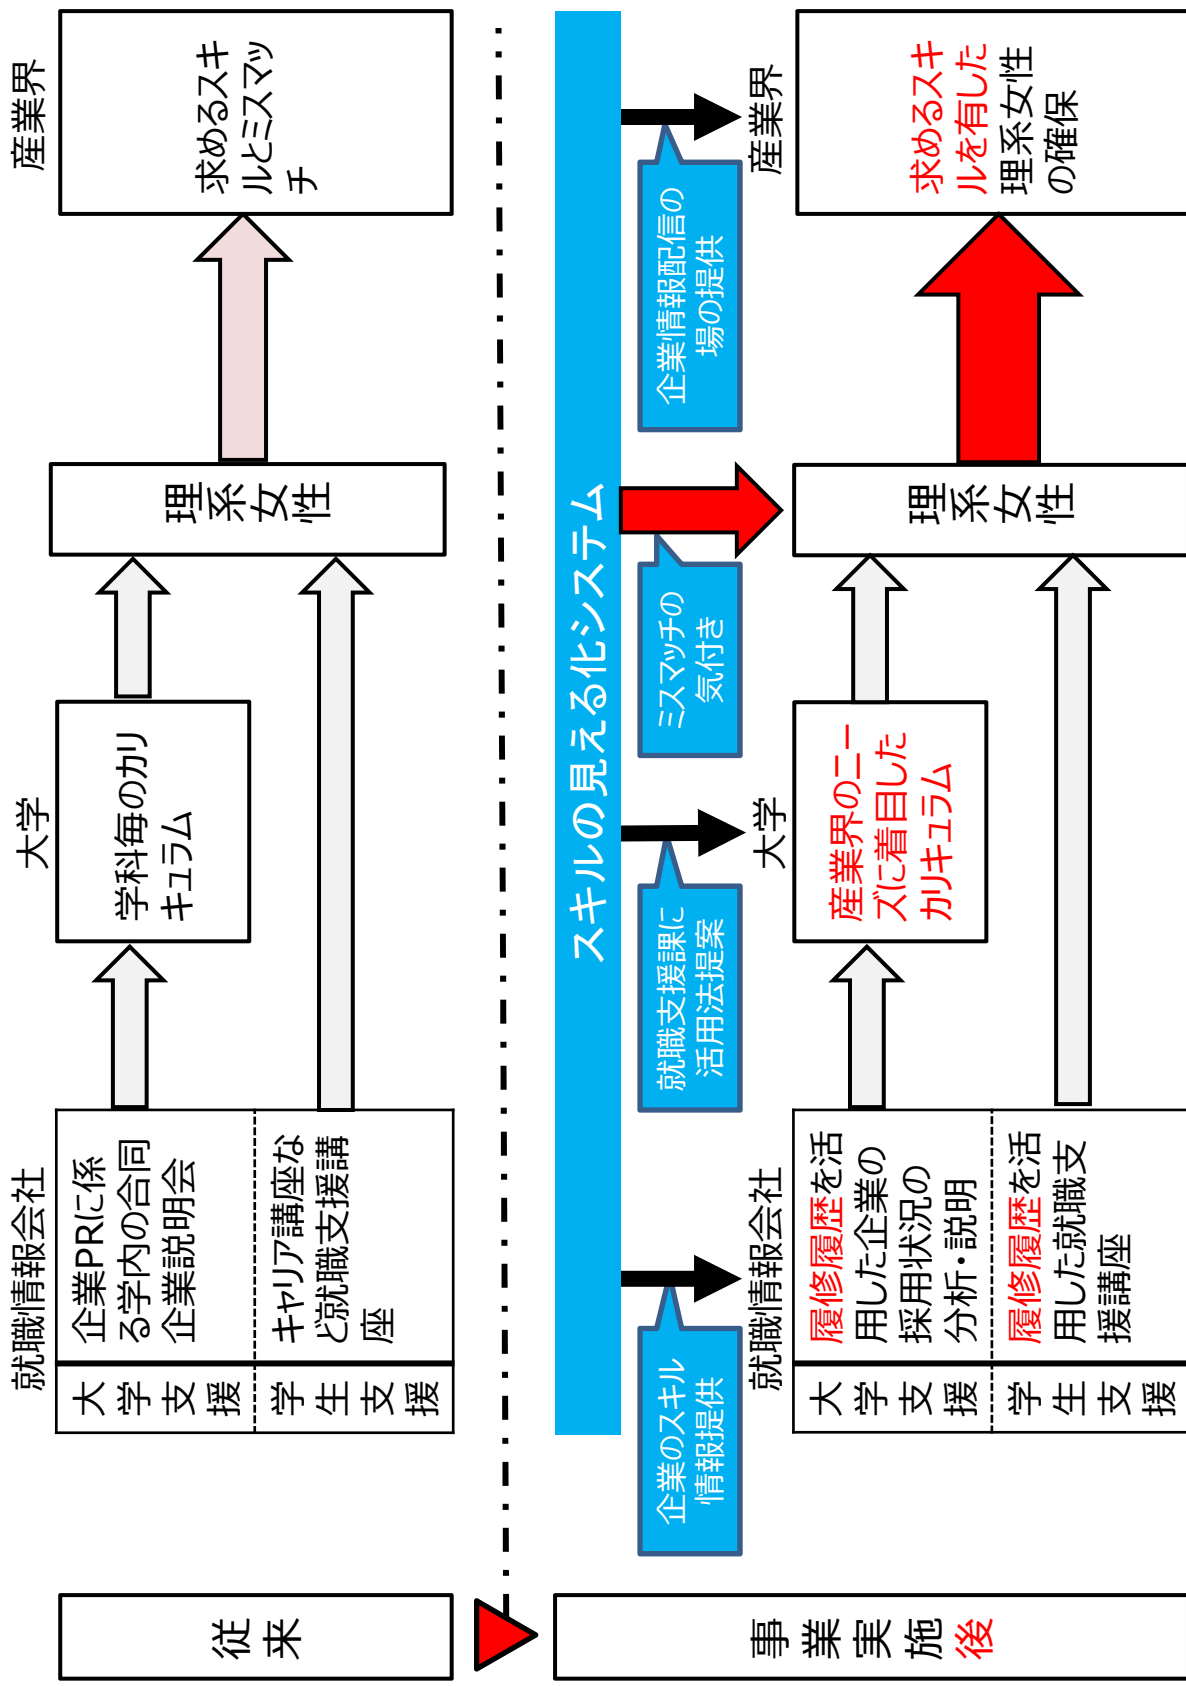 従来
就職情報会社
大学支援
企業PRに係
る学内の合同
企業説明会
学生支援
キャリア講座な
ど就職支援講
座
大学
学科毎のカリ
キュラム
理系女性
産業界
求めるスキ
ルとミスマッ
チ
事業実施後
スキルの見える化システム
企業のスキル
情報提供
就職支援課に
活用法提案
ミスマッチの
気付き
企業情報配信の
場の提供
就職情報会社
大学支援
履修履歴を活
用した企業の
採用状況の
分析・説明
学生支援
履修履歴を活
用した就職支
援講座
大学
産業界のニー
ズに着目した
カリキュラム
理系女性
産業界
求めるスキ
ルを有した
理系女性
の確保